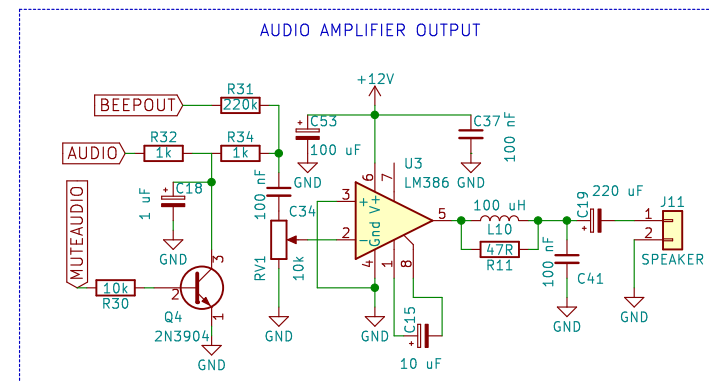 AUDIO AMPLIFIER OUTPUT
+12V
R31
BEEPOUT
220k
C53
C37
100 nF
R32
R34
100 uF
AUDIO
1k
1k
U3
LM386
GND
GND
6
7
C18
1 uF
100 nF
C34
3
+
V+
220 uF
C19
J11
100 uH
5
1
GND
MUTEAUDIO
2
-
Gnd
L10
2
47R
SPEAKER
3
RV1
10k
4
1
8
R11
100 nF
C41
10k
2
R30
1
GND
Q4
2N3904
GND
GND
C15
GND
GND
10 uF
+
+
+
+